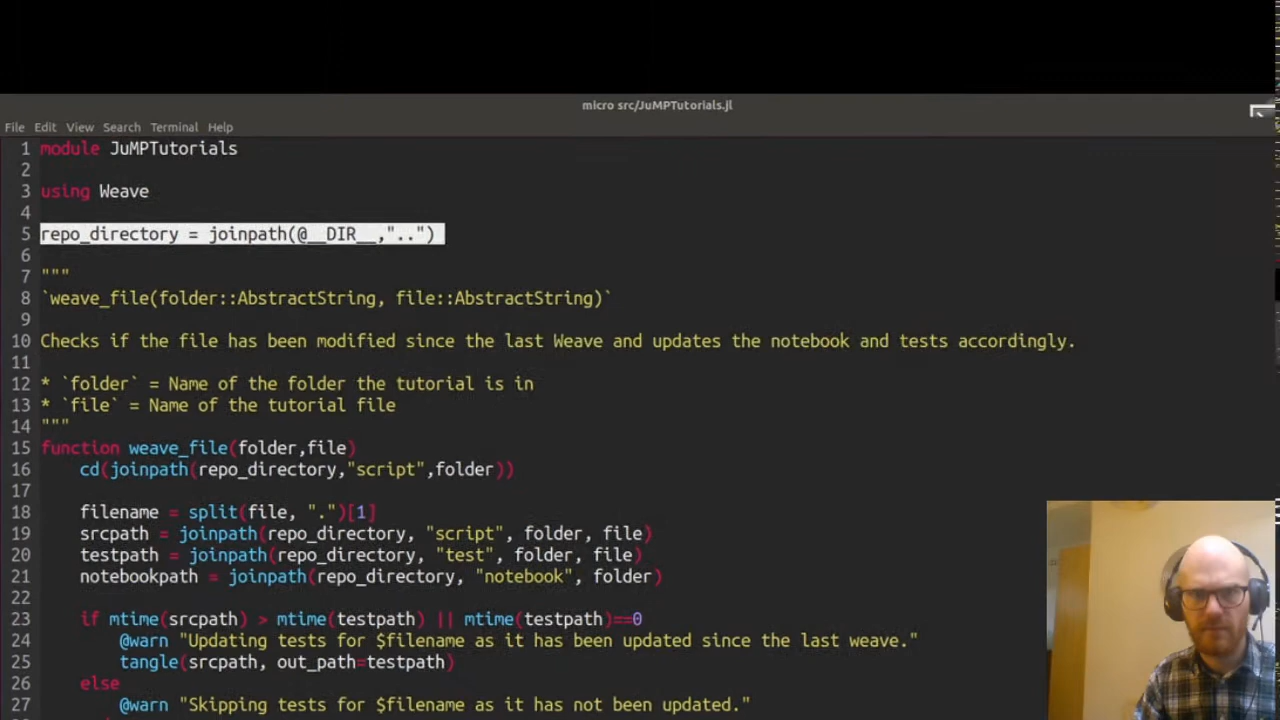 micro src/JuMPTutorials.jl
File Edit View Search Terminal Help
1 module JuMPTutorials
2
3 using Weave
4
5 repo_directory = joinpath(@__DIR__,"..")
6
7 """
8 `weave_file(folder::AbstractString, file::AbstractString)`
9
10 Checks if the file has been modified since the last Weave and updates the notebook and tests accordingly.
11
12 * `folder` = Name of the folder the tutorial is in
13 * `file` = Name of the tutorial file
14 """
15 function weave_file(folder,file)
16     cd(joinpath(repo_directory,"script",folder))
17
18     filename = split(file, ".")[1]
19     srcpath = joinpath(repo_directory, "script", folder, file)
20     testpath = joinpath(repo_directory, "test", folder, file)
21     notebookpath = joinpath(repo_directory, "notebook", folder)
22
23     if mtime(srcpath) > mtime(testpath) || mtime(testpath)==0
24         @warn "Updating tests for $filename as it has been updated since the last weave."
25         tangle(srcpath, out_path=testpath)
26     else
27         @warn "Skipping tests for $filename as it has not been updated."